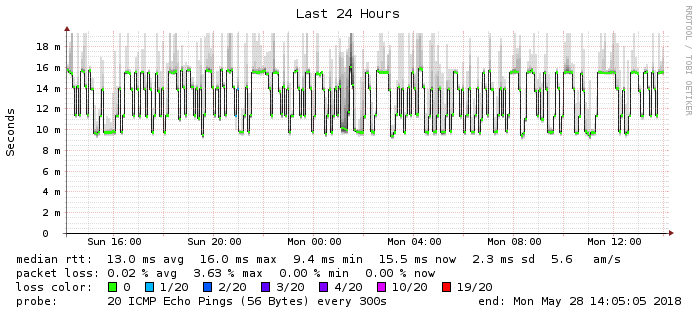 Last 24 Hours
RRDTOOL / TOBI OETIKER
Seconds
18 m
16 m
14 m
12 m
10 m
8 m
6 m
4 m
2 m
0
Sun 16:00 Sun 20:00 Mon 00:00 Mon 04:00 Mon 08:00 Mon 12:00
median rtt: 13.0 ms avg 16.0 ms max 9.4 ms min 15.5 ms now 2.3 ms sd 5.6 am/s
packet loss: 0.02 % avg 3.63 % max 0.00 % min 0.00 % now
loss color: 0 1/20 2/20 3/20 4/20 10/20 19/20
probe: 20 ICMP Echo Pings (56 Bytes) every 300s end: Mon May 28 14:05:05 2018